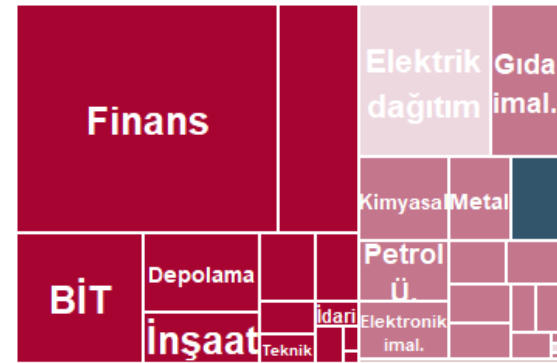 Finans
BİT
Depolama
İnşaat
Teknik
İdari
Elektrik
dağıtım
Gıda
imal.
Kimyasal
Metal
Petrol
Ü.
Elektronik
imal.